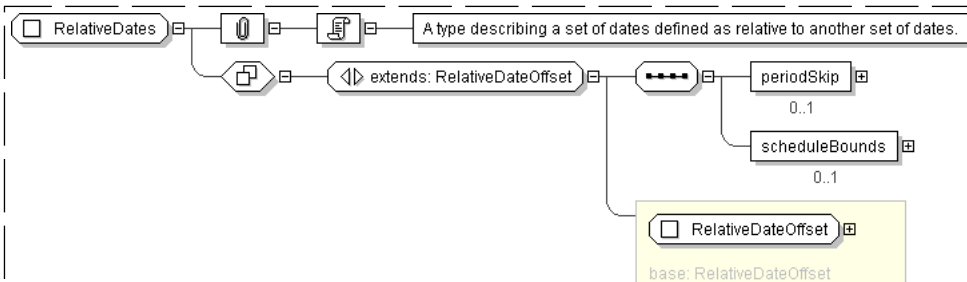 RelativeDates
A type describing a set of dates defined as relative to another set of dates.
extends: RelativeDateOffset
periodSkip
0..1
scheduleBounds
0..1
RelativeDateOffset
base: RelativeDateOffset